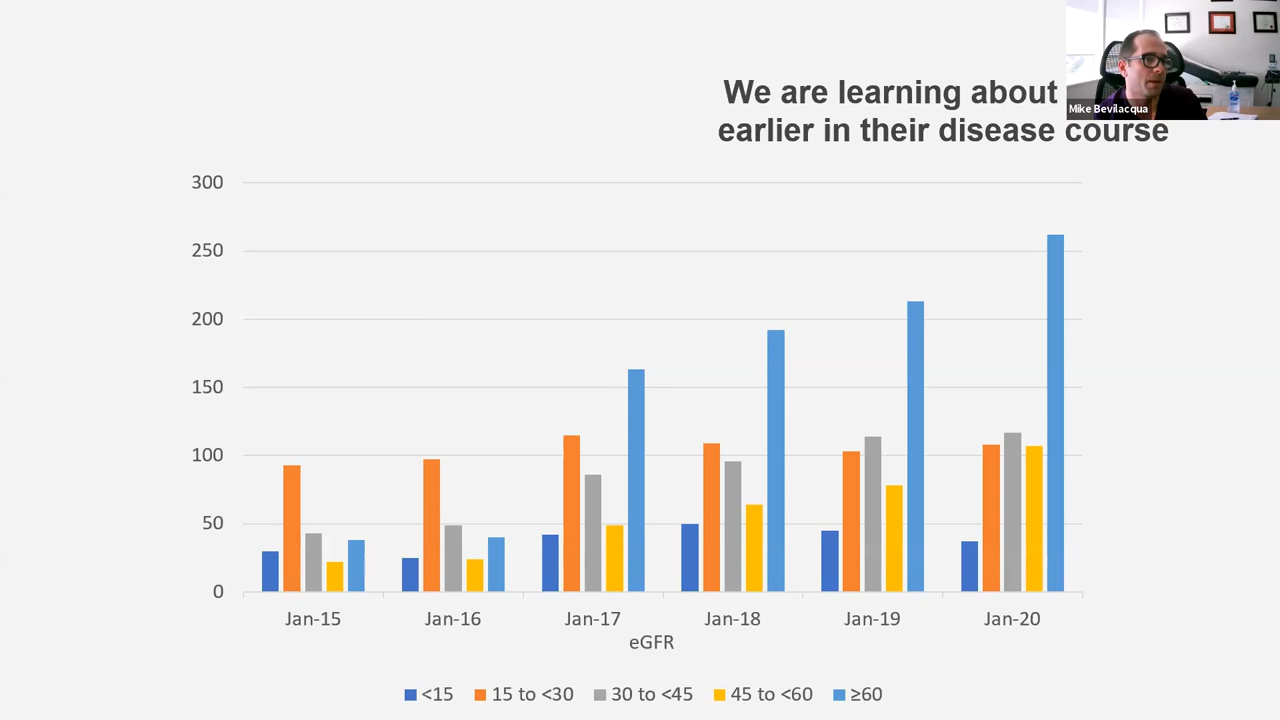 We are learning about
earlier in their disease course
Mike Bevilacqua
300
250
200
150
100
50
0
Jan-15 Jan-16 Jan-17 Jan-18 Jan-19 Jan-20
eGFR
<15 15 to <30 30 to <45 45 to <60 ≥60